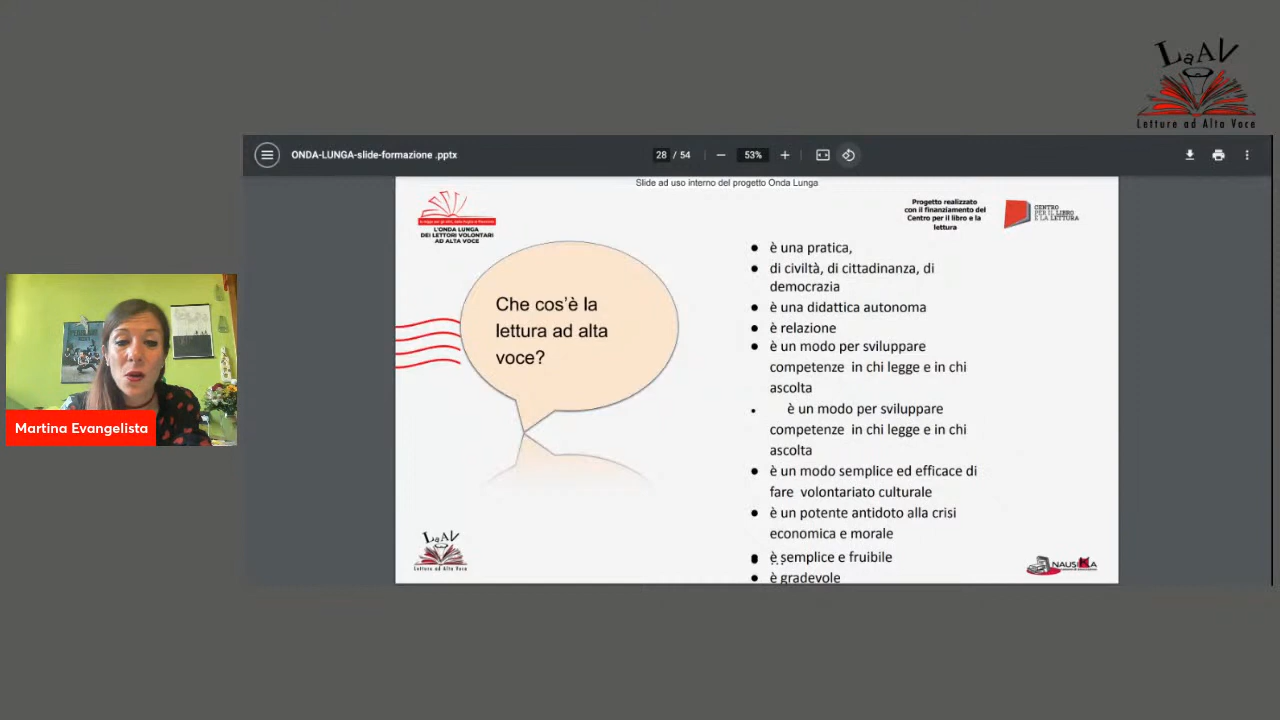 LaAV
Letture ad Alta Voce
ONDA-LUNGA-slide-formazione .pptx
28 / 54
53%
Slide ad uso interno del progetto Onda Lunga
L'ONDA LUNGA
DEI LETTORI VOLONTARI
AD ALTA VOCE
Progetto realizzato
con il finanziamento del
Centro per il libro e la
lettura
CENTRO
PER IL LIBRO
E LA LETTURA
Che cos'è la
lettura ad alta
voce?
● è una pratica,
● di civiltà, di cittadinanza, di
democrazia
● è una didattica autonoma
● è relazione
● è un modo per sviluppare
competenze in chi legge e in chi
ascolta
• è un modo per sviluppare
competenze in chi legge e in chi
ascolta
● è un modo semplice ed efficace di
fare volontariato culturale
● è un potente antidoto alla crisi
economica e morale
● è semplice e fruibile
● è gradevole
LaAV
Letture ad Alta Voce
NAUSIKA
Martina Evangelista